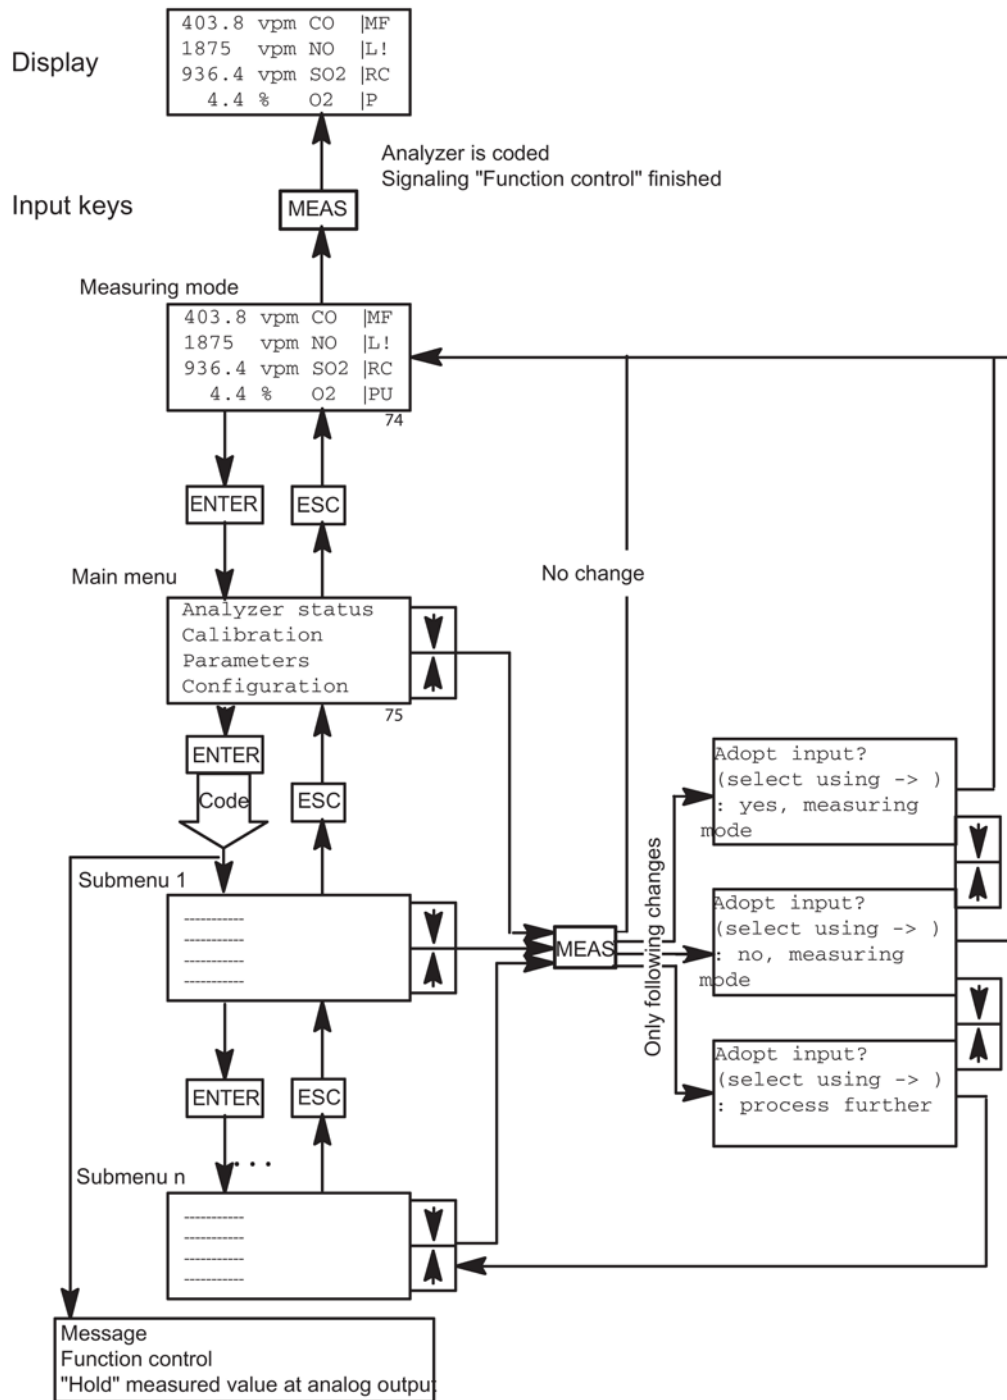 403.8 vpm CO |MF
1875 vpm NO |L!
936.4 vpm SO2 |RC
4.4 % O2 |P
Display
Analyzer is coded
Signaling "Function control" finished
Input keys
MEAS
Measuring mode
403.8 vpm CO |MF
1875 vpm NO |L!
936.4 vpm SO2 |RC
4.4 % O2 |PU
74
ENTER
ESC
No change
Main menu
Analyzer status
Calibration
Parameters
Configuration
75
ENTER
Code
ESC
Submenu 1
-----------
-----------
-----------
-----------
MEAS
Only following changes
Adopt input?
(select using -> )
: yes, measuring
mode
Adopt input?
(select using -> )
: no, measuring
mode
Adopt input?
(select using -> )
: process further
ENTER
ESC
. . .
Submenu n
-----------
-----------
-----------
-----------
Message
Function control
"Hold" measured value at analog output